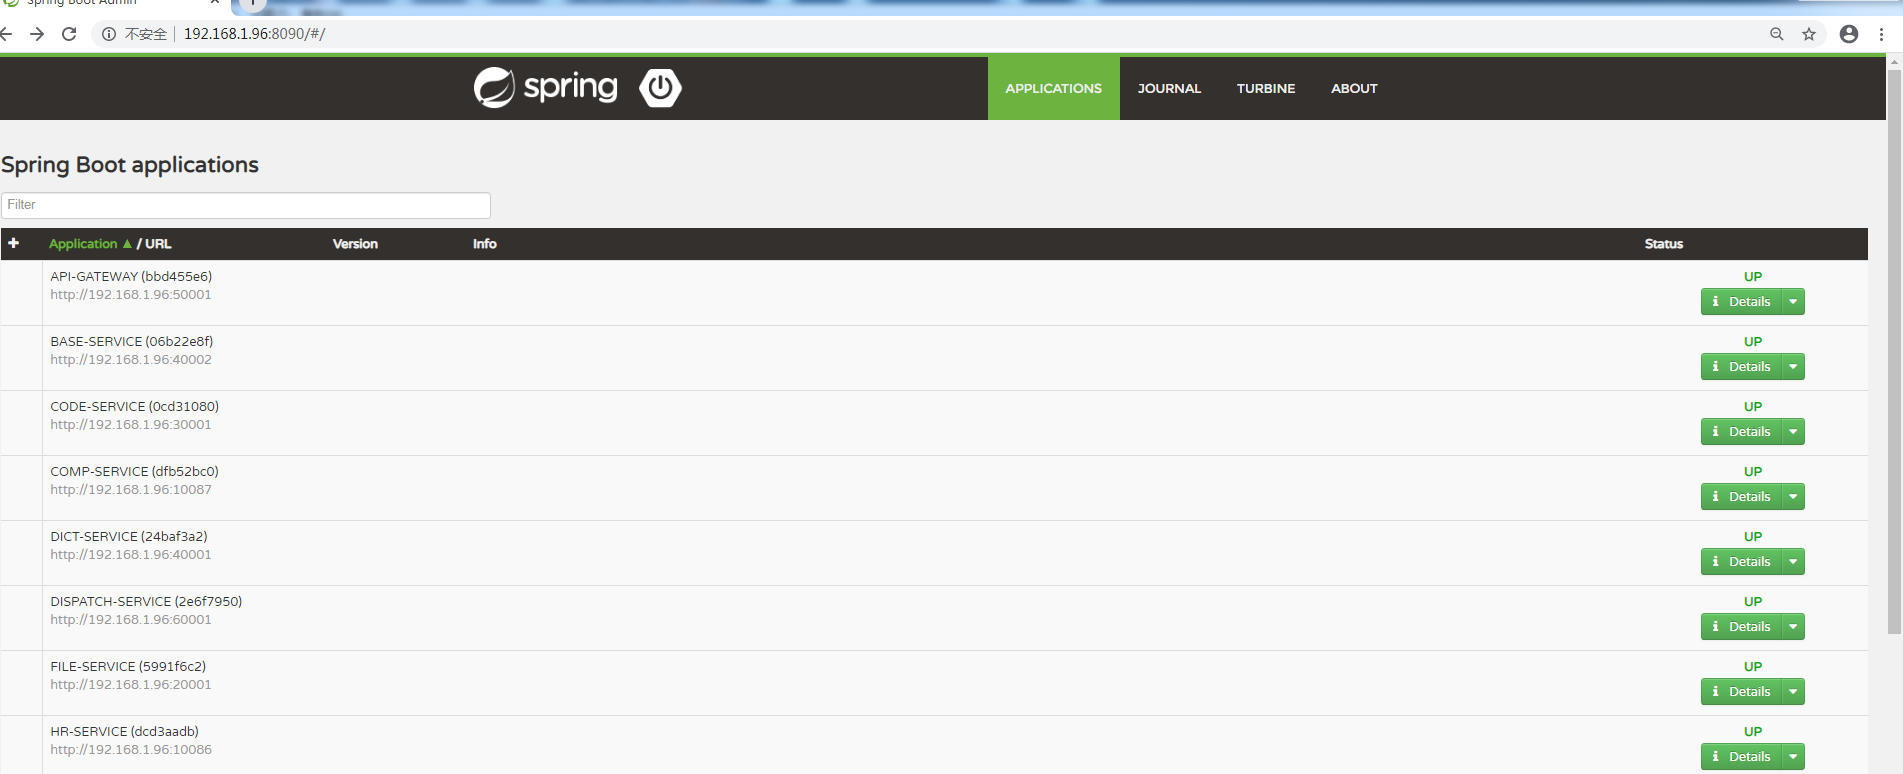 Spring Boot Admin
不安全 192.168.1.96:8090/#/
spring APPLICATIONS JOURNAL TURBINE ABOUT
Spring Boot applications
Filter
Application / URL Version Info Status
API-GATEWAY (bbd455e6) UP
http://192.168.1.96:50001 Details
BASE-SERVICE (06b22e8f) UP
http://192.168.1.96:40002 Details
CODE-SERVICE (0cd31080) UP
http://192.168.1.96:30001 Details
COMP-SERVICE (dfb52bc0) UP
http://192.168.1.96:10087 Details
DICT-SERVICE (24baf3a2) UP
http://192.168.1.96:40001 Details
DISPATCH-SERVICE (2e6f7950) UP
http://192.168.1.96:60001 Details
FILE-SERVICE (5991f6c2) UP
http://192.168.1.96:20001 Details
HR-SERVICE (dcd3aadb) UP
http://192.168.1.96:10086 Details